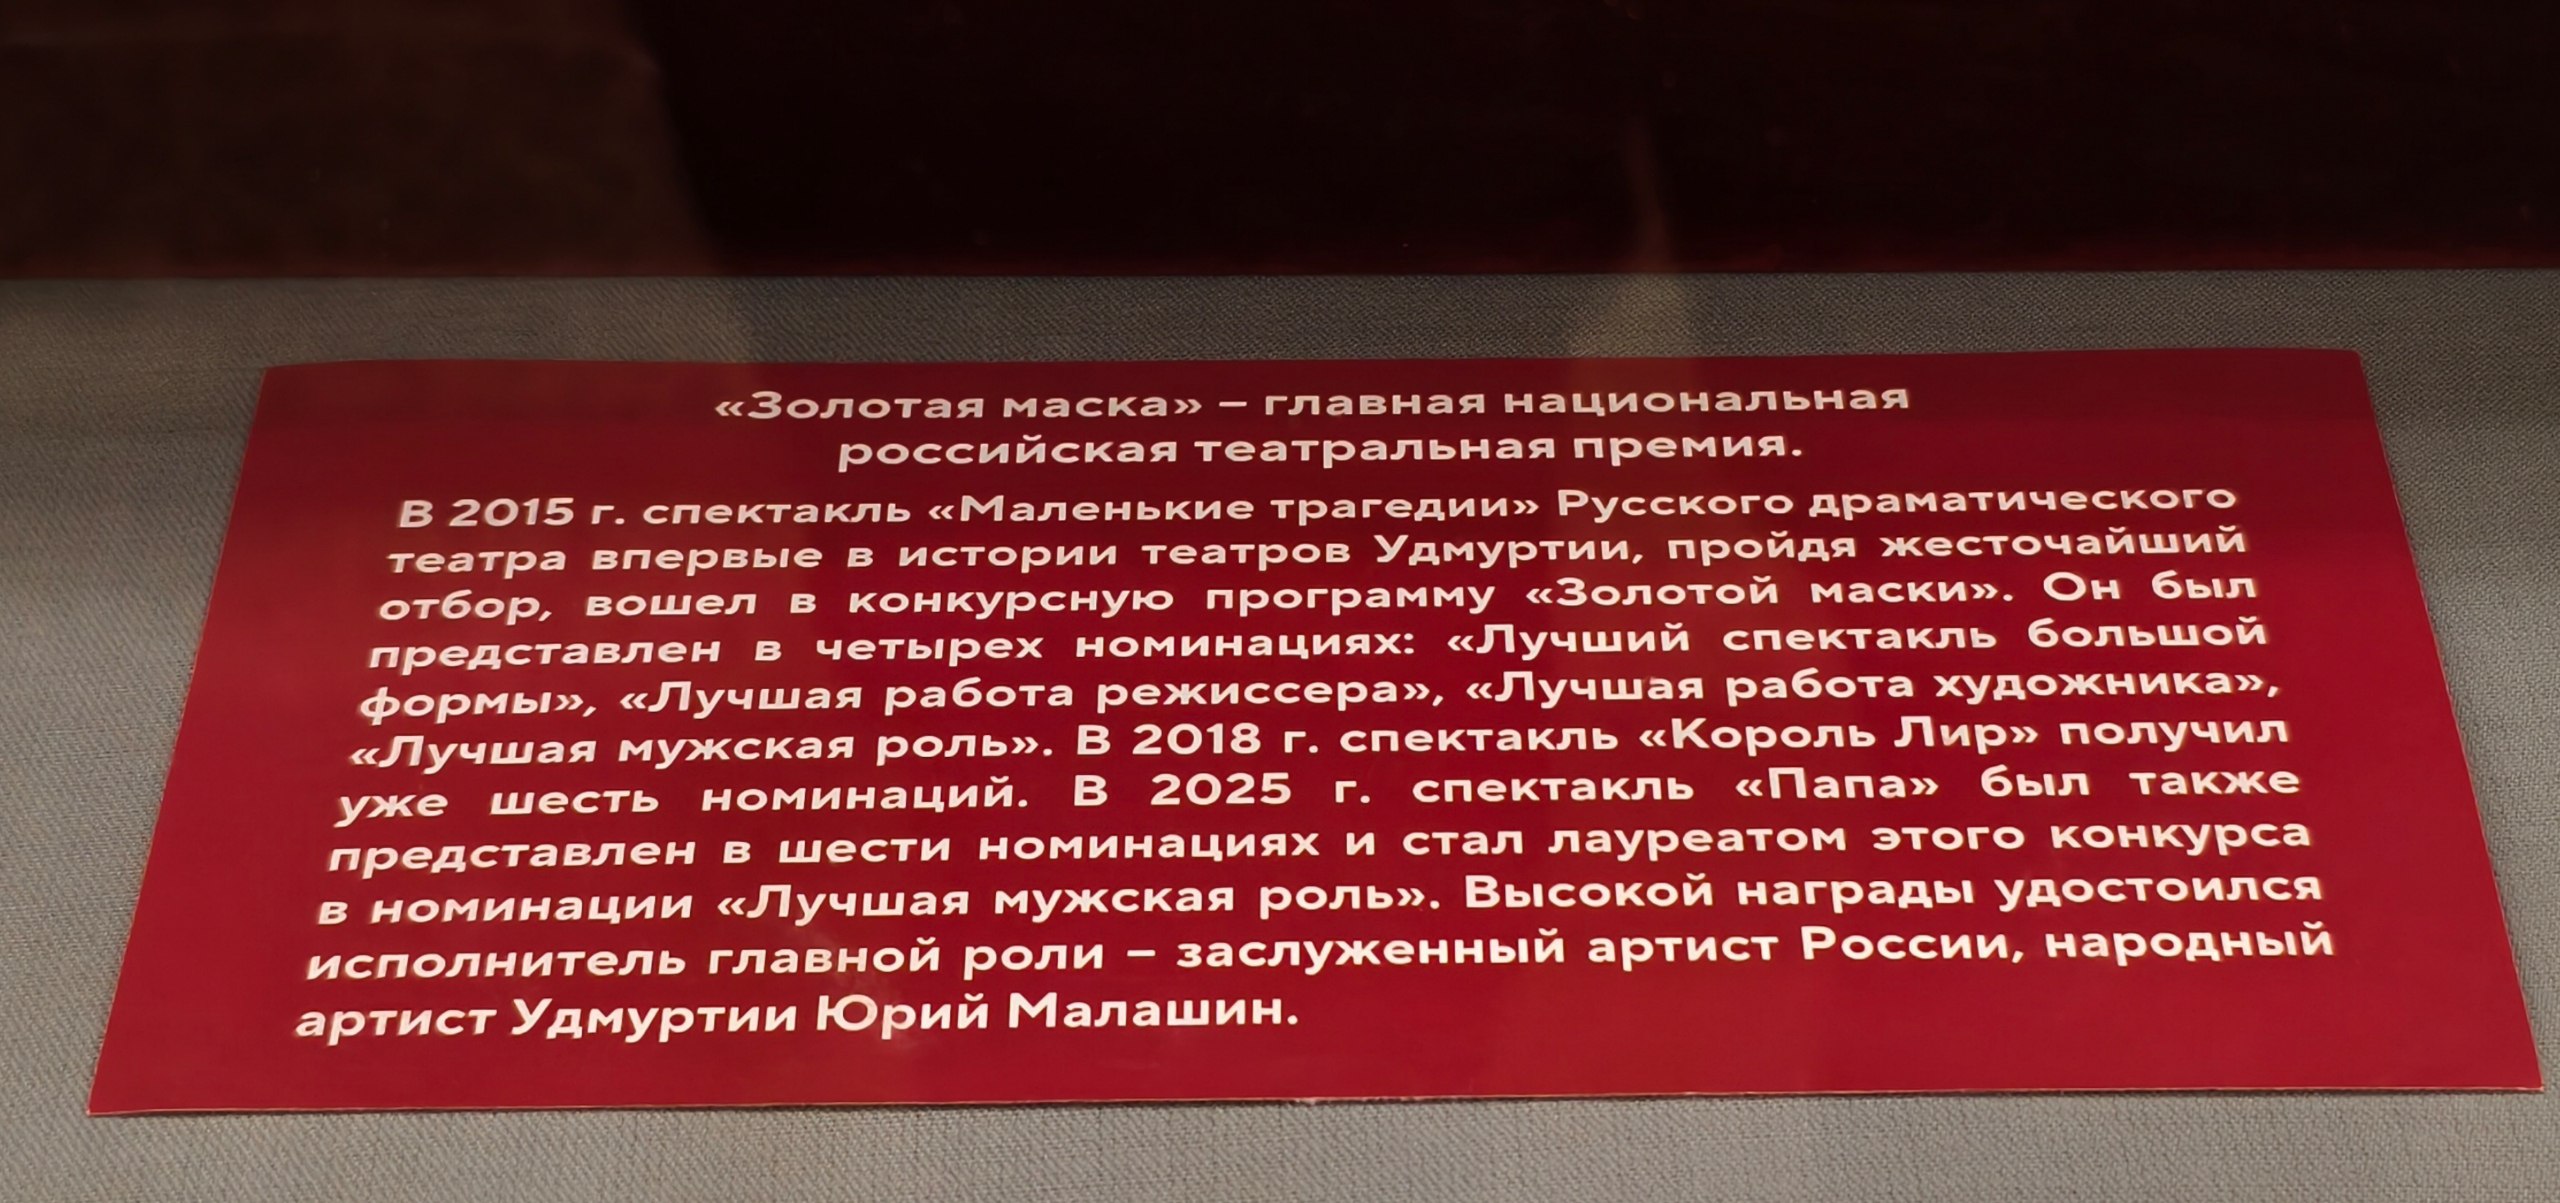 «Золотая маска» – главная национальная
российская театральная премия.
В 2015 г. спектакль «Маленькие трагедии» Русского драматического
театра впервые в истории театров Удмуртии, пройдя жесточайший
отбор, вошел в конкурсную программу «Золотой маски». Он был
представлен в четырех номинациях: «Лучший спектакль большой
формы», «Лучшая работа режиссера», «Лучшая работа художника»,
«Лучшая мужская роль». В 2018 г. спектакль «Король Лир» получил
уже шесть номинаций. В 2025 г. спектакль «Папа» был также
представлен в шести номинациях и стал лауреатом этого конкурса
в номинации «Лучшая мужская роль». Высокой награды удостоился
исполнитель главной роли – заслуженный артист России, народный
артист Удмуртии Юрий Малашин.